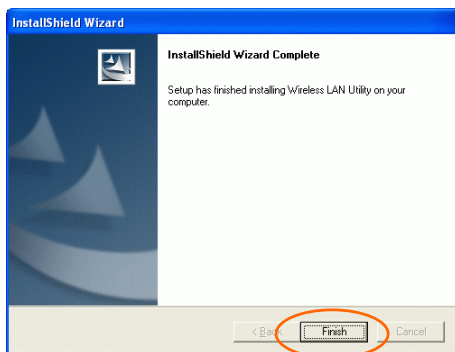 InstallShield Wizard
InstallShield Wizard Complete
Setup has finished installing Wireless LAN Utility on your
computer.
< Back Finish Cancel